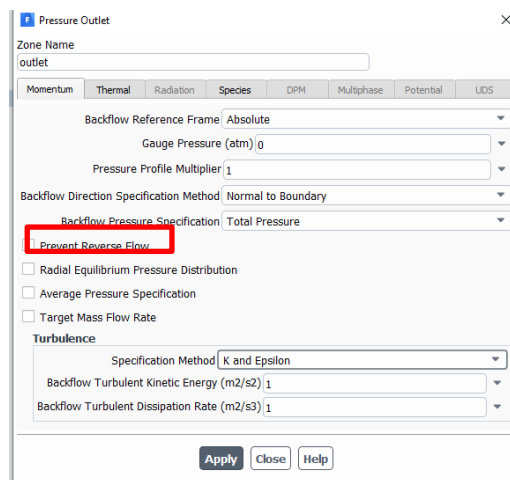 Pressure Outlet
Zone Name
outlet
Momentum Thermal Radiation Species DPM Multiphase Potential UDS
Backflow Reference Frame Absolute
Gauge Pressure (atm) 0
Pressure Profile Multiplier 1
Backflow Direction Specification Method Normal to Boundary
Backflow Pressure Specification Total Pressure
Prevent Reverse Flow
Radial Equilibrium Pressure Distribution
Average Pressure Specification
Target Mass Flow Rate
Turbulence
Specification Method K and Epsilon
Backflow Turbulent Kinetic Energy (m2/s2) 1
Backflow Turbulent Dissipation Rate (m2/s3) 1
Apply Close Help